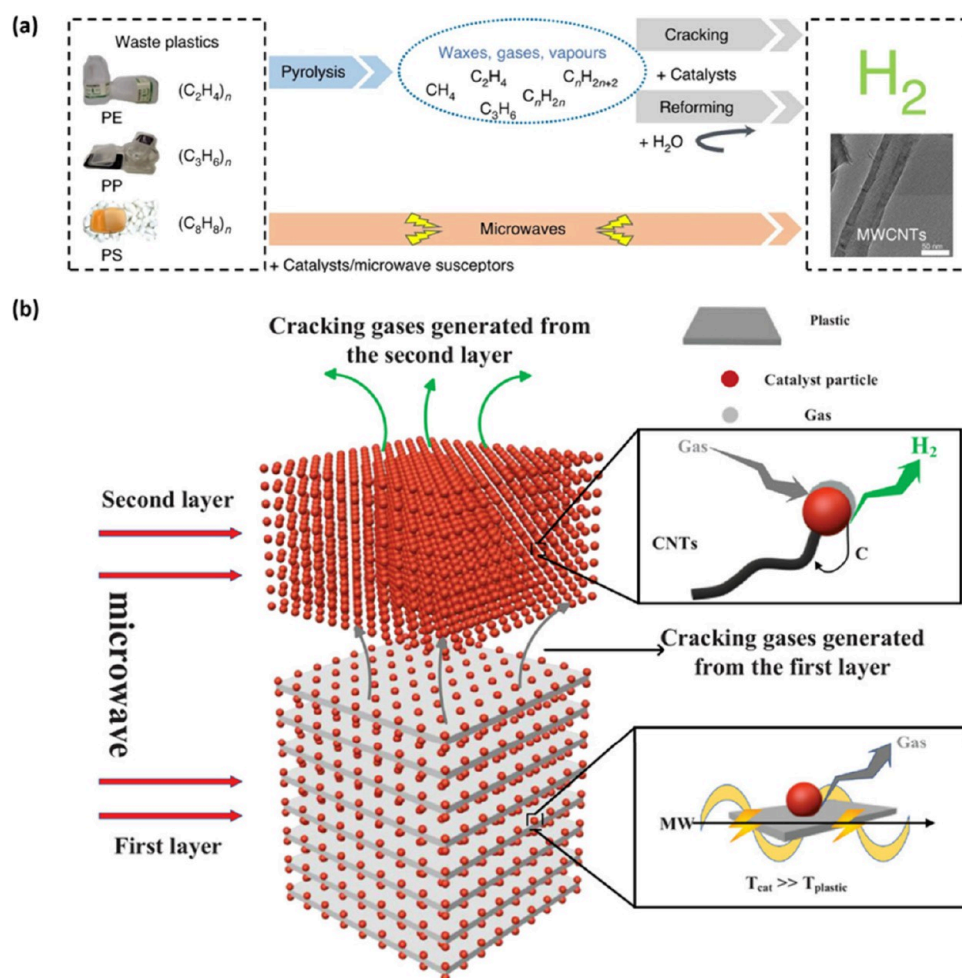 (a)
Waste plastics
(C₂H₄)ₙ
PE
(C₃H₆)ₙ
PP
(C₈H₈)ₙ
PS
Pyrolysis
Waxes, gases, vapours
CH₄ C₂H₄ CₙH₂ₙ₊₂
C₃H₆ CₙH₂ₙ
Cracking
+ Catalysts
Reforming
+ H₂O
Microwaves
+ Catalysts/microwave susceptors
H₂
MWCNTs
50 nm
(b)
Cracking gases generated from
the second layer
Plastic
Catalyst particle
Gas
Second layer
microwave
First layer
Gas
H₂
CNTs
C
Cracking gases generated
from the first layer
Gas
MW
T_cat >> T_plastic